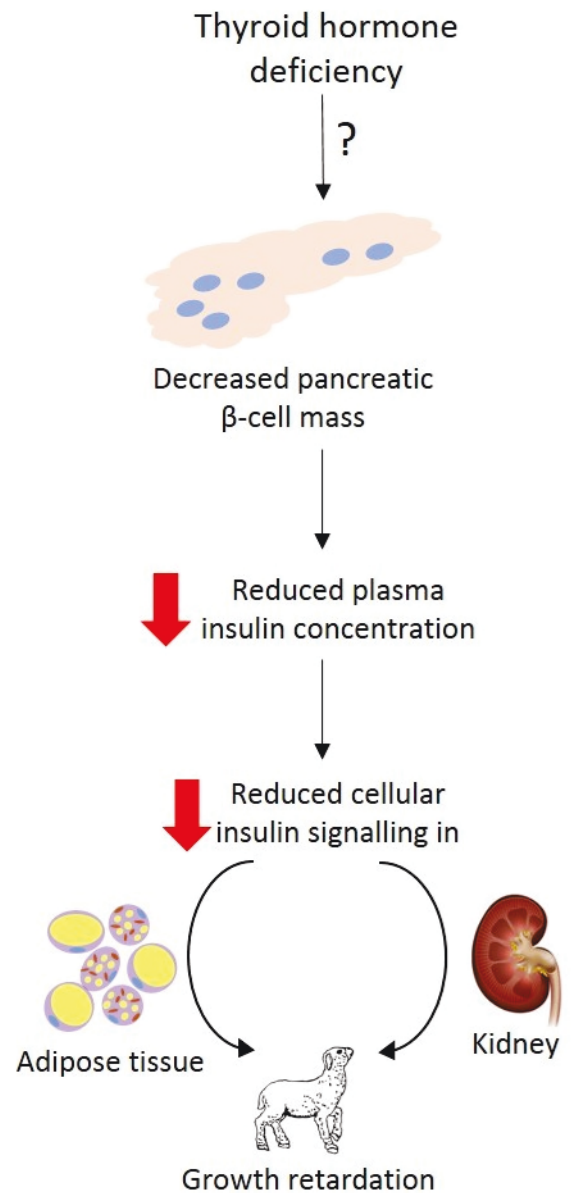 Thyroid hormone
deficiency
?
Decreased pancreatic
β-cell mass
Reduced plasma
insulin concentration
Reduced cellular
insulin signalling in
Adipose tissue
Kidney
Growth retardation